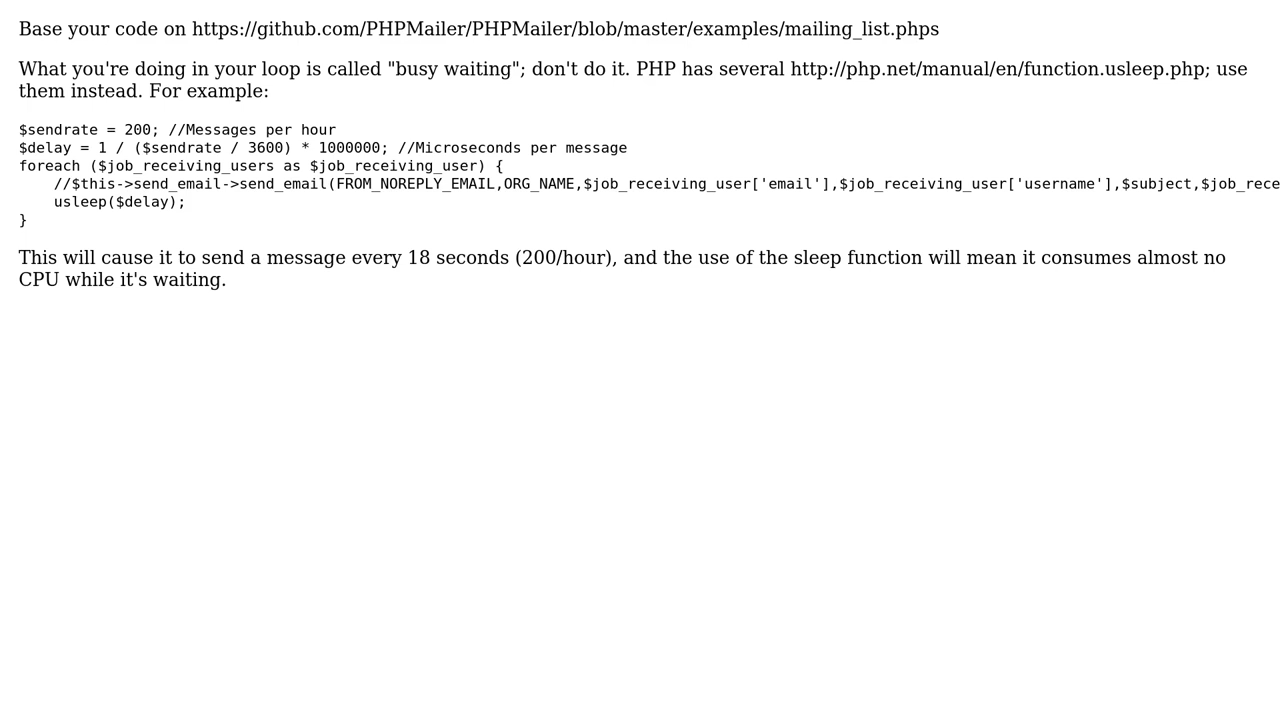 Base your code on https://github.com/PHPMailer/PHPMailer/blob/master/examples/mailing_list.phps
What you're doing in your loop is called "busy waiting"; don't do it. PHP has several http://php.net/manual/en/function.usleep.php; use
them instead. For example:
$sendrate = 200; //Messages per hour
$delay = 1 / ($sendrate / 3600) * 1000000; //Microseconds per message
foreach ($job_receiving_users as $job_receiving_user) {
    //$this->send_email->send_email(FROM_NOREPLY_EMAIL,ORG_NAME,$job_receiving_user['email'],$job_receiving_user['username'],$subject,$job_rece
    usleep($delay);
}
This will cause it to send a message every 18 seconds (200/hour), and the use of the sleep function will mean it consumes almost no
CPU while it's waiting.